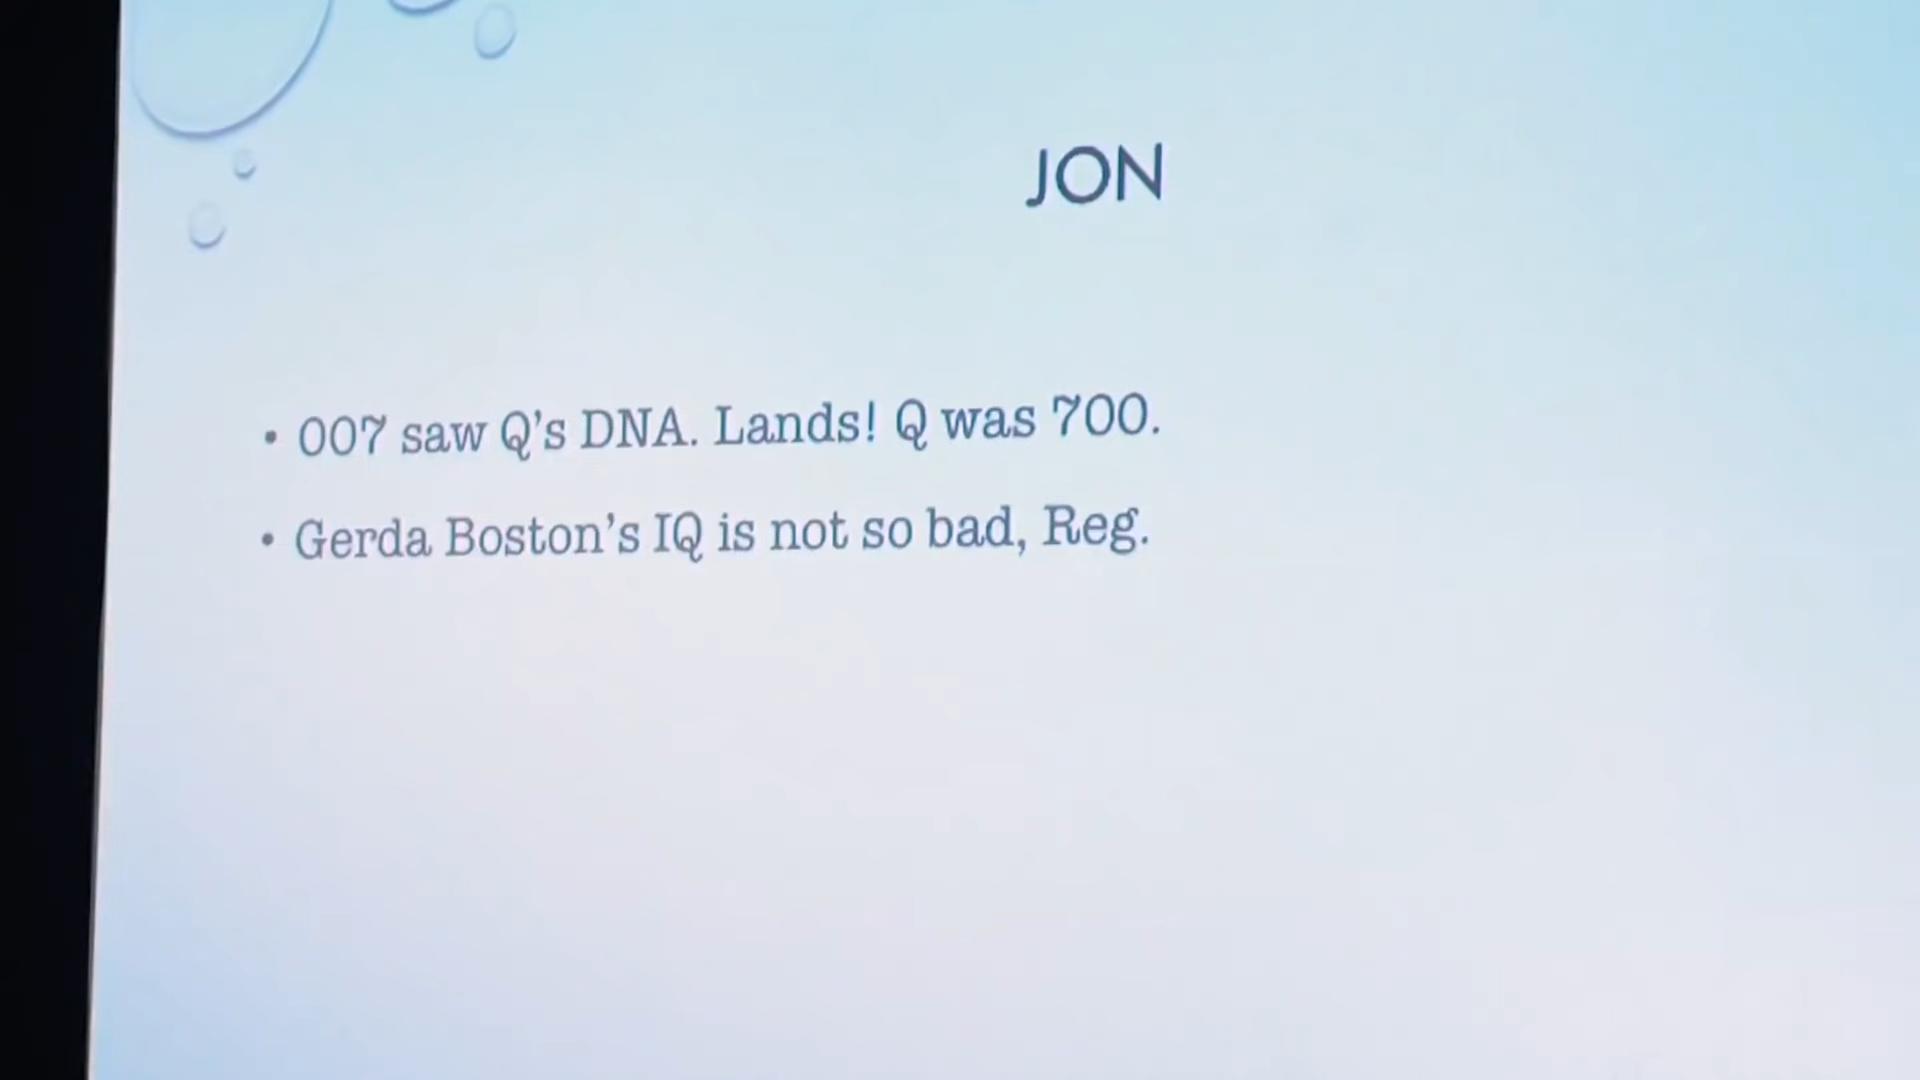 JON
• 007 saw Q's DNA. Lands! Q was 700.
• Gerda Boston's IQ is not so bad, Reg.